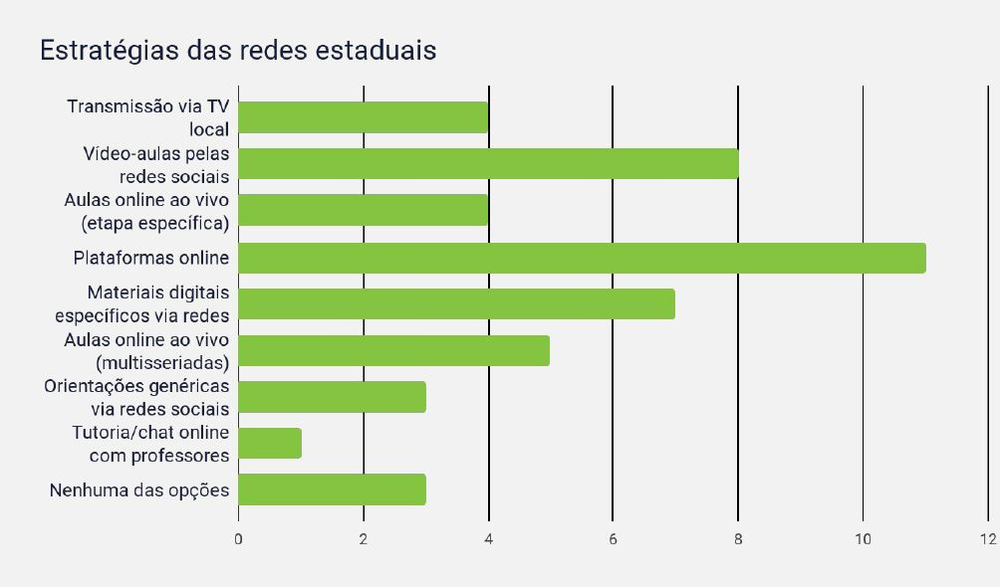 Estratégias das redes estaduais
Transmissão via TV
local
Vídeo-aulas pelas
redes sociais
Aulas online ao vivo
(etapa específica)
Plataformas online
Materiais digitais
específicos via redes
Aulas online ao vivo
(multisseriadas)
Orientações genéricas
via redes sociais
Tutoria/chat online
com professores
Nenhuma das opções
0 2 4 6 8 10 12